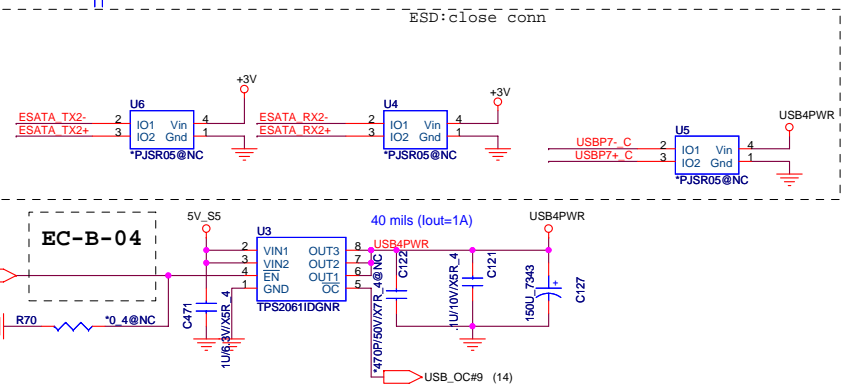 ESD:close conn
+3V
+3V
USB4PWR
U6
U4
U5
ESATA_TX2-
2
IO1
Vin
4
ESATA_TX2+
3
IO2
Gnd
1
*PJSR05@NC
ESATA_RX2-
2
IO1
Vin
4
ESATA_RX2+
3
IO2
Gnd
1
*PJSR05@NC
USBP7-_C
2
IO1
Vin
4
USBP7+_C
3
IO2
Gnd
1
*PJSR05@NC
EC-B-04
5V_S5
U3
40 mils (Iout=1A)
USB4PWR
USB4PWR
2
VIN1
OUT3
8
3
VIN2
OUT2
7
4
EN
OUT1
6
1
GND
OC
5
TPS2061IDGNR
C471
1U/6.3V/X5R_4
*470P/50V/X7R_4@NC
C122
.1U/10V/X5R_4
C121
150U_7343
+
C127
R70
*0_4@NC
USB_OC#9 (14)